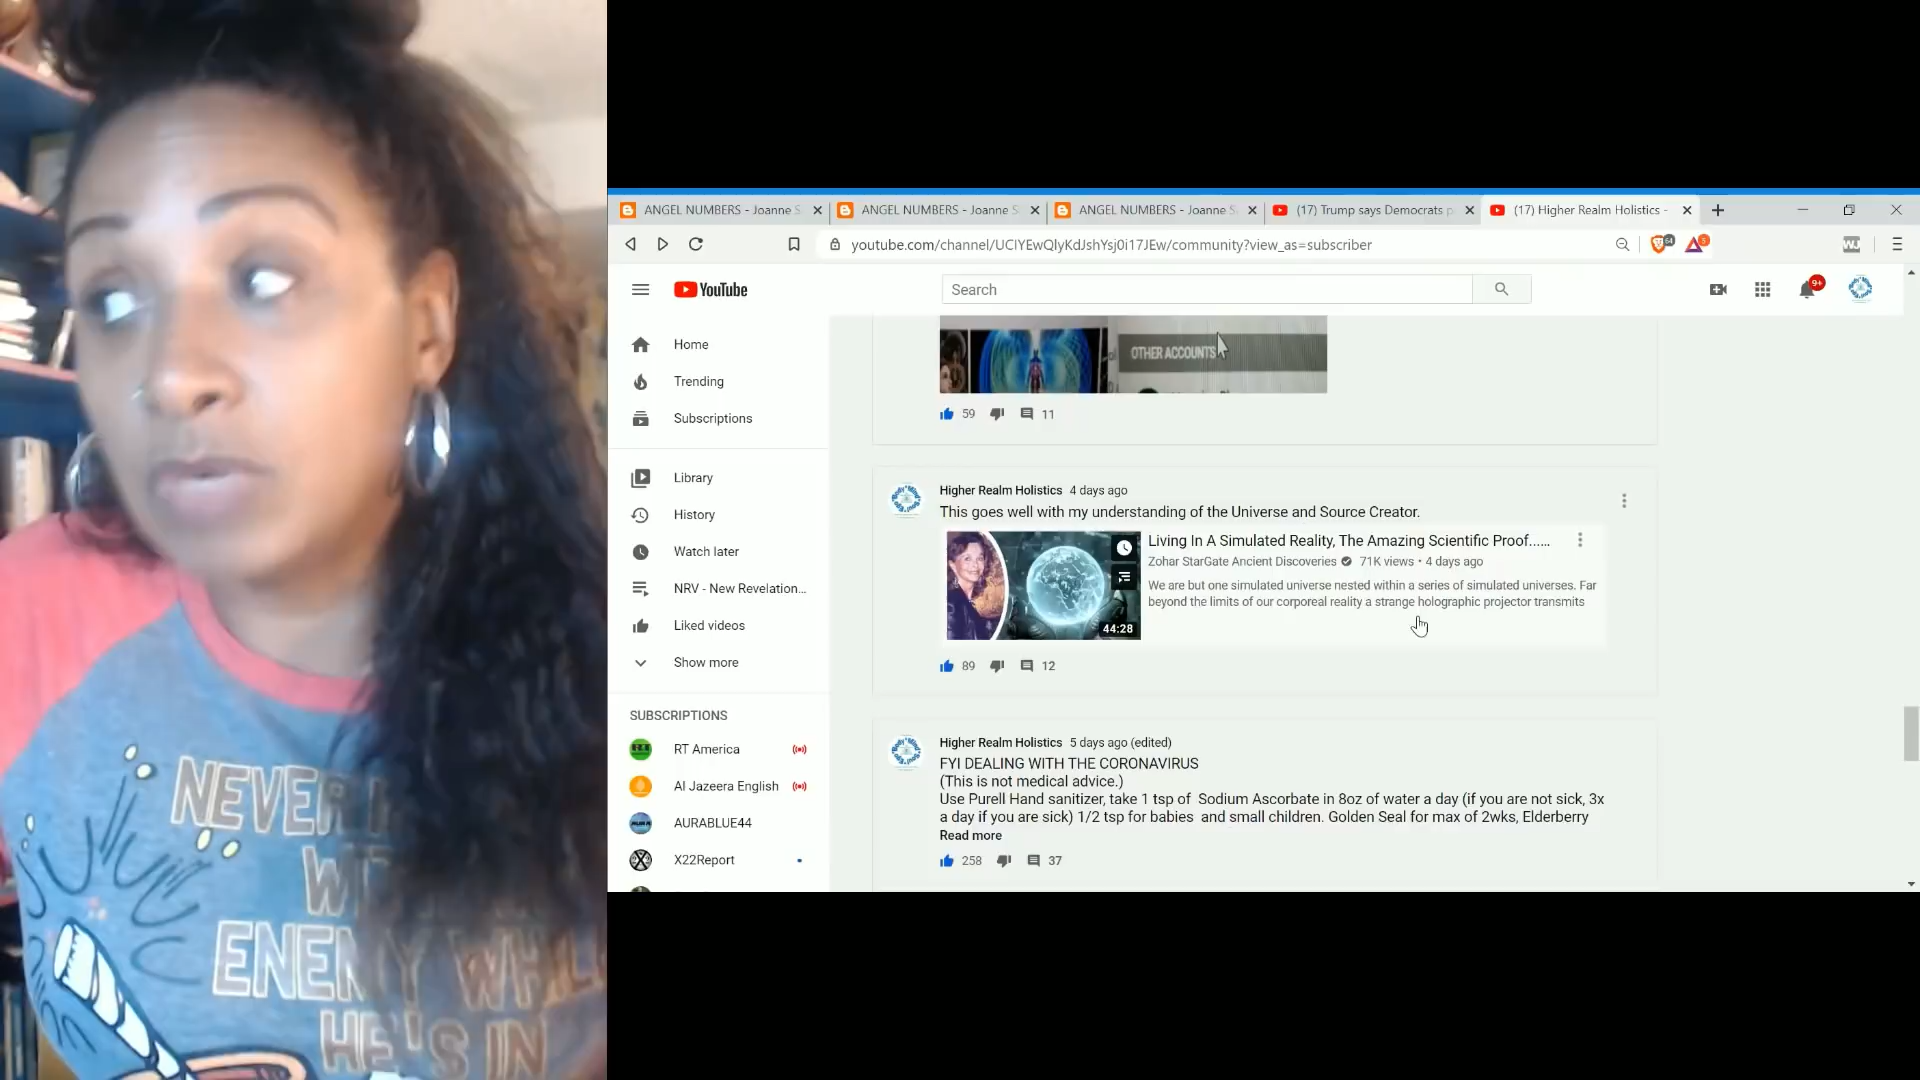 NEVER
ENEMY WHIL
HE'S IN
ANGEL NUMBERS - Joanne S
ANGEL NUMBERS - Joanne S
ANGEL NUMBERS - Joanne S
(17) Trump says Democrats p
(17) Higher Realm Holistics -
youtube.com/channel/UCIYEwQlyKdJshYsj0i17JEw/community?view_as=subscriber
64
5
WJ
YouTube
Search
9+
Home
Trending
Subscriptions
Library
History
Watch later
NRV - New Revelation...
Liked videos
Show more
SUBSCRIPTIONS
RT America
Al Jazeera English
AURABLUE44
X22Report
OTHER ACCOUNTS
59
11
Higher Realm Holistics 4 days ago
This goes well with my understanding of the Universe and Source Creator.
Living In A Simulated Reality, The Amazing Scientific Proof......
Zohar StarGate Ancient Discoveries 71K views • 4 days ago
We are but one simulated universe nested within a series of simulated universes. Far
beyond the limits of our corporeal reality a strange holographic projector transmits
44:28
89
12
Higher Realm Holistics 5 days ago (edited)
FYI DEALING WITH THE CORONAVIRUS
(This is not medical advice.)
Use Purell Hand sanitizer, take 1 tsp of Sodium Ascorbate in 8oz of water a day (if you are not sick, 3x
a day if you are sick) 1/2 tsp for babies and small children. Golden Seal for max of 2wks, Elderberry
Read more
258
37